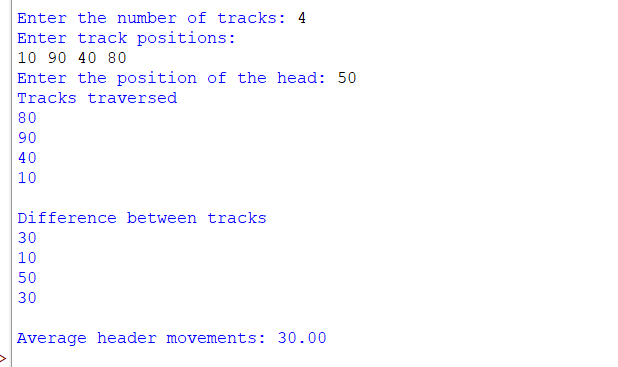 Enter the number of tracks: 4
Enter track positions:
10 90 40 80
Enter the position of the head: 50
Tracks traversed
80
90
40
10
Difference between tracks
30
10
50
30
Average header movements: 30.00
>